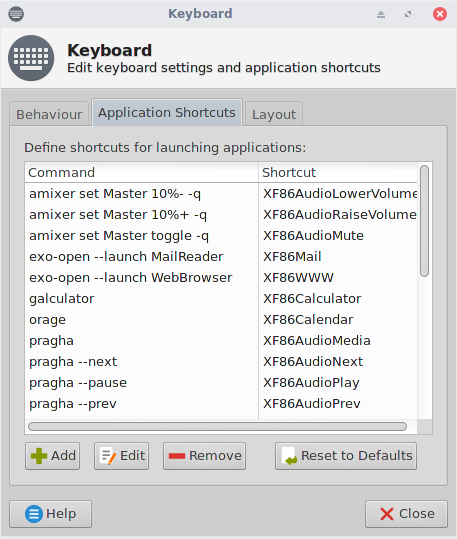 Keyboard
Keyboard
Edit keyboard settings and application shortcuts
Behaviour Application Shortcuts Layout
Define shortcuts for launching applications:
Command Shortcut
amixer set Master 10%- -q XF86AudioLowerVolume
amixer set Master 10%+ -q XF86AudioRaiseVolume
amixer set Master toggle -q XF86AudioMute
exo-open --launch MailReader XF86Mail
exo-open --launch WebBrowser XF86WWW
galculator XF86Calculator
orage XF86Calendar
pragha XF86AudioMedia
pragha --next XF86AudioNext
pragha --pause XF86AudioPlay
pragha --prev XF86AudioPrev
Add Edit Remove Reset to Defaults
Help Close